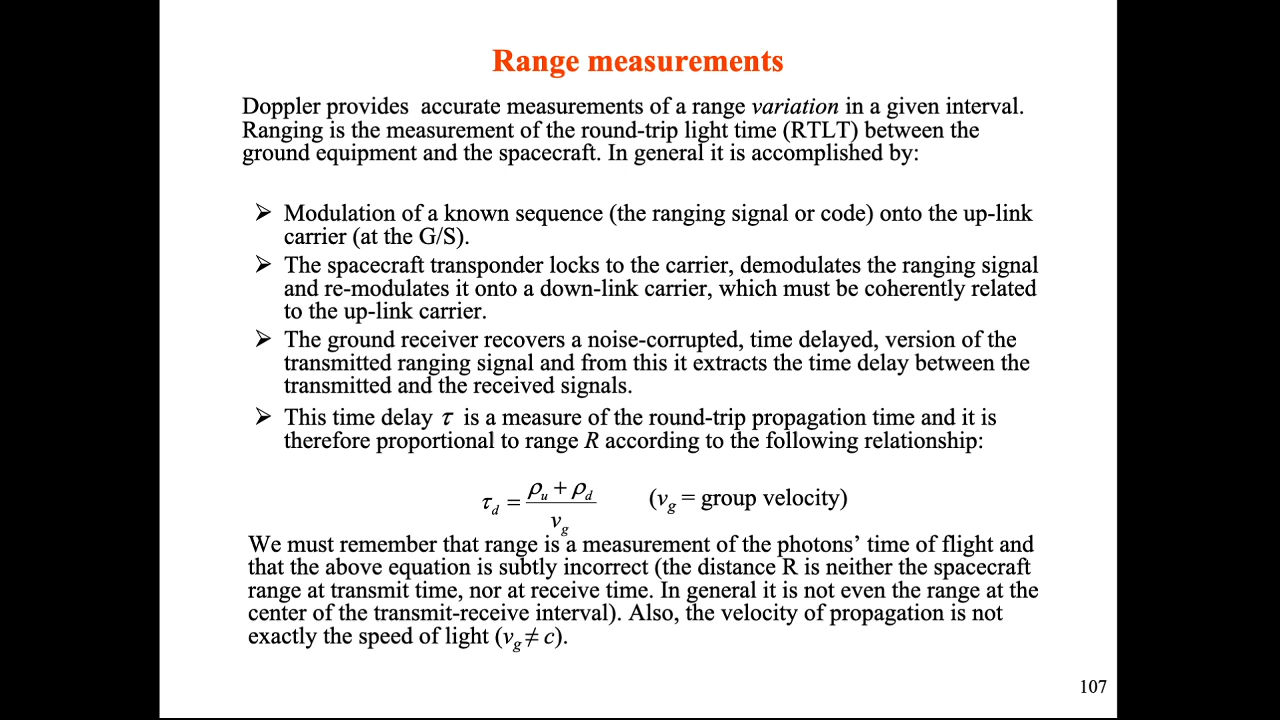 Range measurements
Doppler provides accurate measurements of a range variation in a given interval.
Ranging is the measurement of the round-trip light time (RTLT) between the
ground equipment and the spacecraft. In general it is accomplished by:
➢ Modulation of a known sequence (the ranging signal or code) onto the up-link
carrier (at the G/S).
➢ The spacecraft transponder locks to the carrier, demodulates the ranging signal
and re-modulates it onto a down-link carrier, which must be coherently related
to the up-link carrier.
➢ The ground receiver recovers a noise-corrupted, time delayed, version of the
transmitted ranging signal and from this it extracts the time delay between the
transmitted and the received signals.
➢ This time delay τ is a measure of the round-trip propagation time and it is
therefore proportional to range R according to the following relationship:
τ_d = (ρ_u + ρ_d) / v_g (v_g = group velocity)
We must remember that range is a measurement of the photons’ time of flight and
that the above equation is subtly incorrect (the distance R is neither the spacecraft
range at transmit time, nor at receive time. In general it is not even the range at the
center of the transmit-receive interval). Also, the velocity of propagation is not
exactly the speed of light (v_g ≠ c).
107